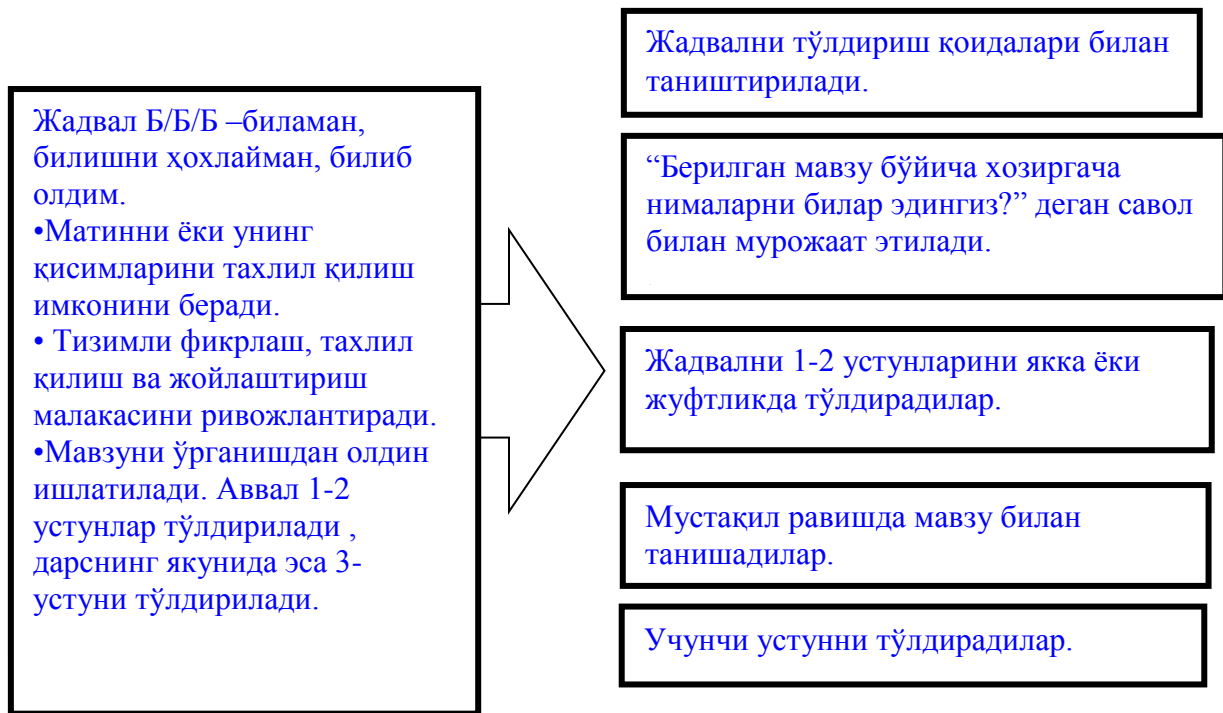 Жадвал Б/Б/Б –биламан,
билишни ҳохлайман, билиб
олдим.
•Матинни ёки унинг
қисимларини тахлил қилиш
имконини беради.
• Тизимли фикрлаш, тахлил
қилиш ва жойлаштириш
малакасини ривожлантиради.
•Мавзуни ўрганишдан олдин
ишлатилади. Аввал 1-2
устунлар тўлдирилади ,
дарснинг якунида эса 3-
устуни тўлдирилади.
Жадвални тўлдириш қоидалари билан
таништирилади.
“Берилган мавзу бўйича хозиргача
нималарни билар эдингиз?” деган савол
билан мурожаат этилади.
Жадвални 1-2 устунларини якка ёки
жуфтликда тўлдирадилар.
Мустақил равишда мавзу билан
танишадилар.
Учунчи устунни тўлдирадилар.